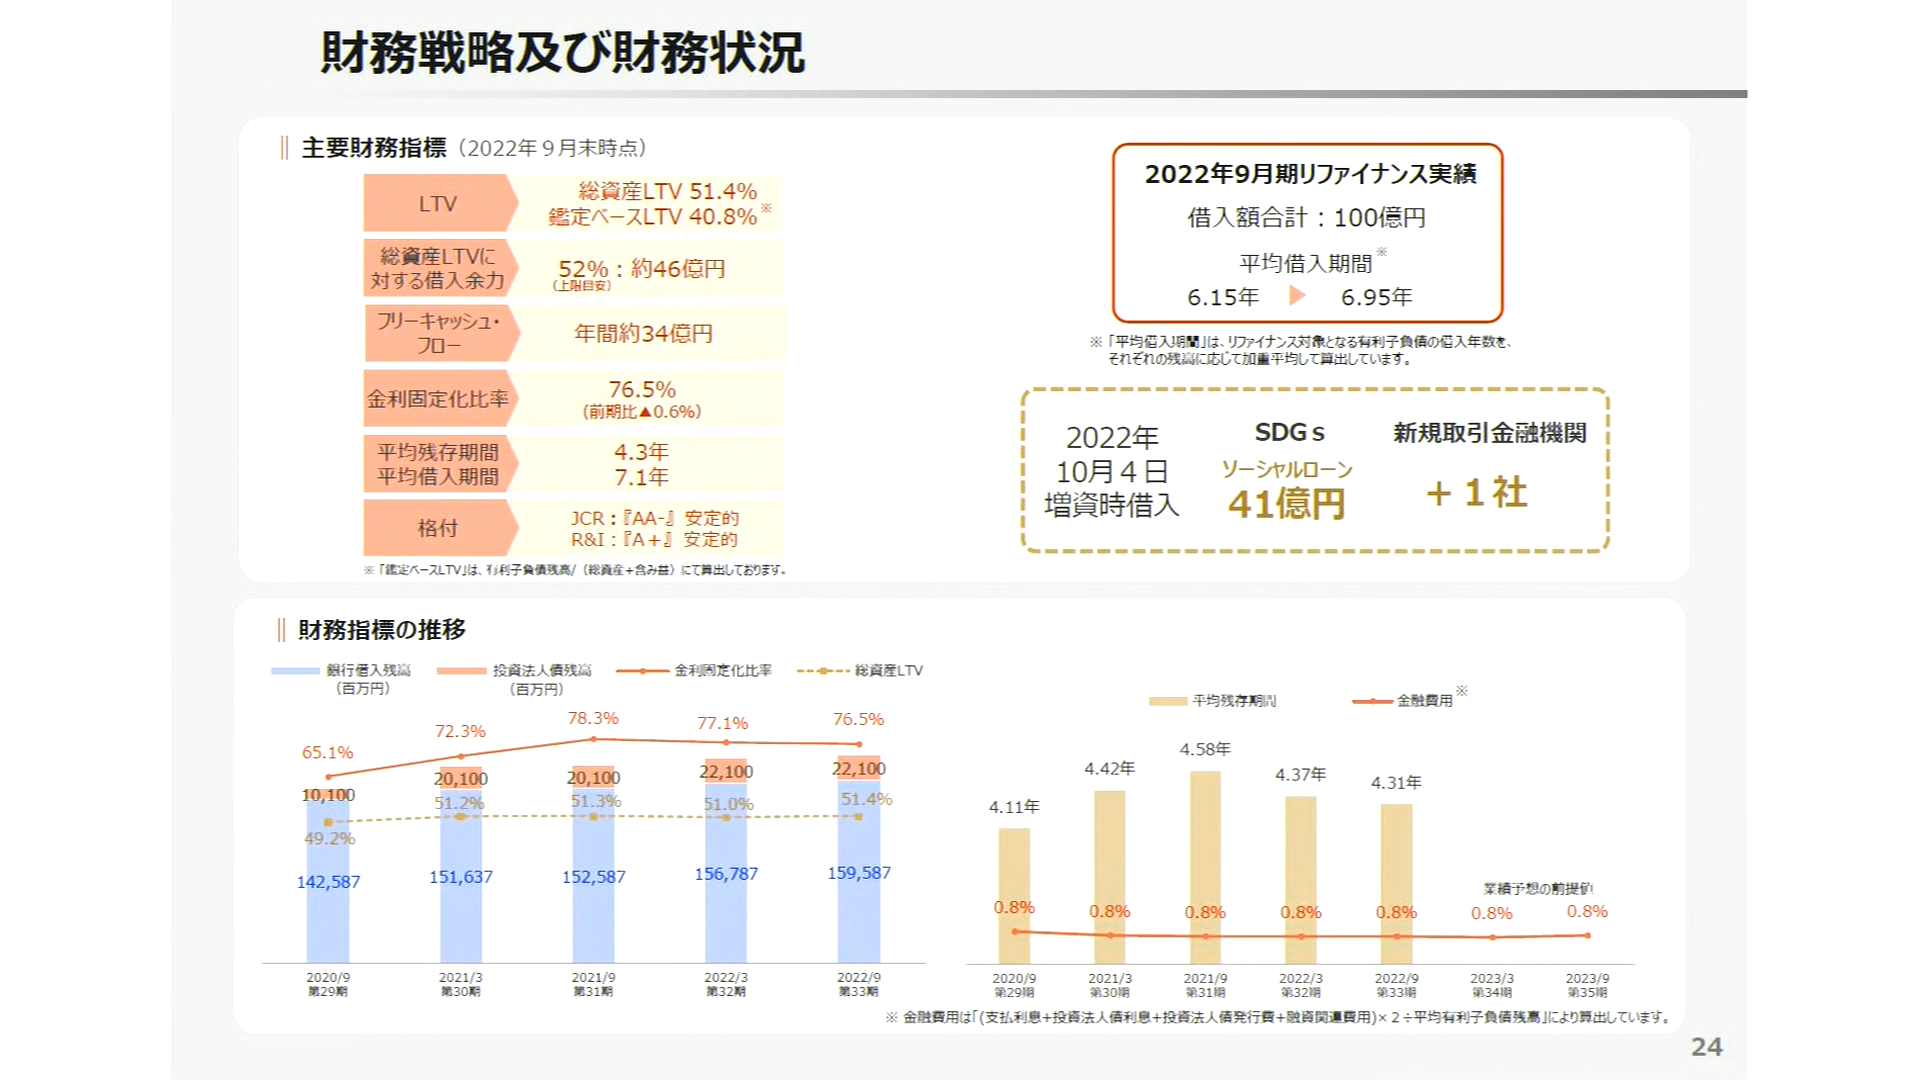 財務戦略及び財務状況
主要財務指標（2022年９月末時点）
LTV
総資産LTV 51.4%
鑑定ベースLTV 40.8%※
総資産LTVに
対する借入余力
52%：約46億円
（上限目安）
フリーキャッシュ・
フロー
年間約34億円
金利固定化比率
76.5%
（前期比▲0.6%）
平均残存期間
平均借入期間
4.3年
7.1年
格付
JCR：『AA-』 安定的
R&I：『A＋』 安定的
※「鑑定ベースLTV」は、有利子負債残高/（総資産+含み益）にて算出しております。
2022年9月期リファイナンス実績
借入額合計：100億円
平均借入期間※
6.15年 ▶ 6.95年
※「平均借入期間」は、リファイナンス対象となる有利子負債の借入年数を、
それぞれの残高に応じて加重平均して算出しています。
2022年
10月４日
増資時借入
SDGｓ
ソーシャルローン
41億円
新規取引金融機関
＋１社
財務指標の推移
銀行借入残高
（百万円）
投資法人債残高
（百万円）
金利固定化比率
総資産LTV
65.1% 72.3% 78.3% 77.1% 76.5%
10,100 20,100 20,100 22,100 22,100
49.2% 51.2% 51.3% 51.0% 51.4%
142,587 151,637 152,587 156,787 159,587
2020/9 2021/3 2021/9 2022/3 2022/9
第29期 第30期 第31期 第32期 第33期
平均残存期間
金融費用※
4.11年 4.42年 4.58年 4.37年 4.31年
業績予想の前提値
0.8% 0.8% 0.8% 0.8% 0.8% 0.8% 0.8%
2020/9 2021/3 2021/9 2022/3 2022/9 2023/3 2023/9
第29期 第30期 第31期 第32期 第33期 第34期 第35期
※ 金融費用は「(支払利息+投資法人債利息+投資法人債発行費+融資関連費用)×２÷平均有利子負債残高」により算出しています。
24